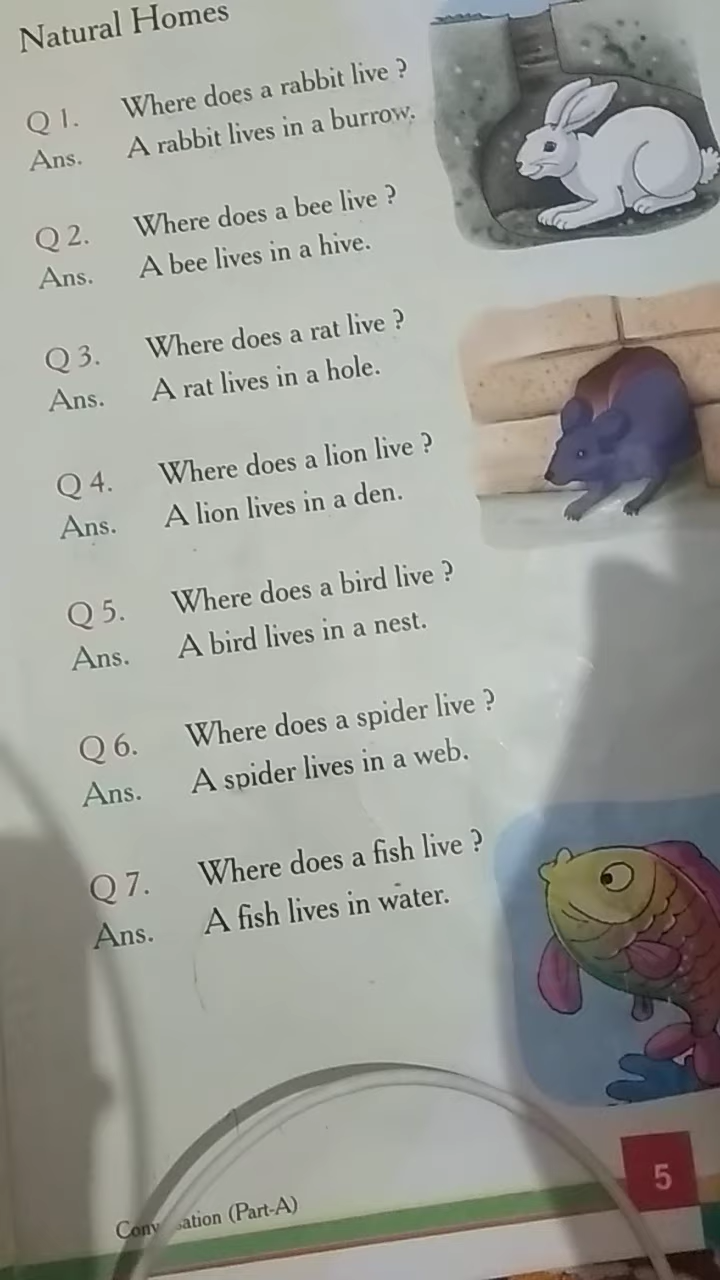 Natural Homes
Q 1. Where does a rabbit live ?
Ans. A rabbit lives in a burrow.
Q 2. Where does a bee live ?
Ans. A bee lives in a hive.
Q 3. Where does a rat live ?
Ans. A rat lives in a hole.
Q 4. Where does a lion live ?
Ans. A lion lives in a den.
Q 5. Where does a bird live ?
Ans. A bird lives in a nest.
Q 6. Where does a spider live ?
Ans. A spider lives in a web.
Q 7. Where does a fish live ?
Ans. A fish lives in water.
(Part-A)
5